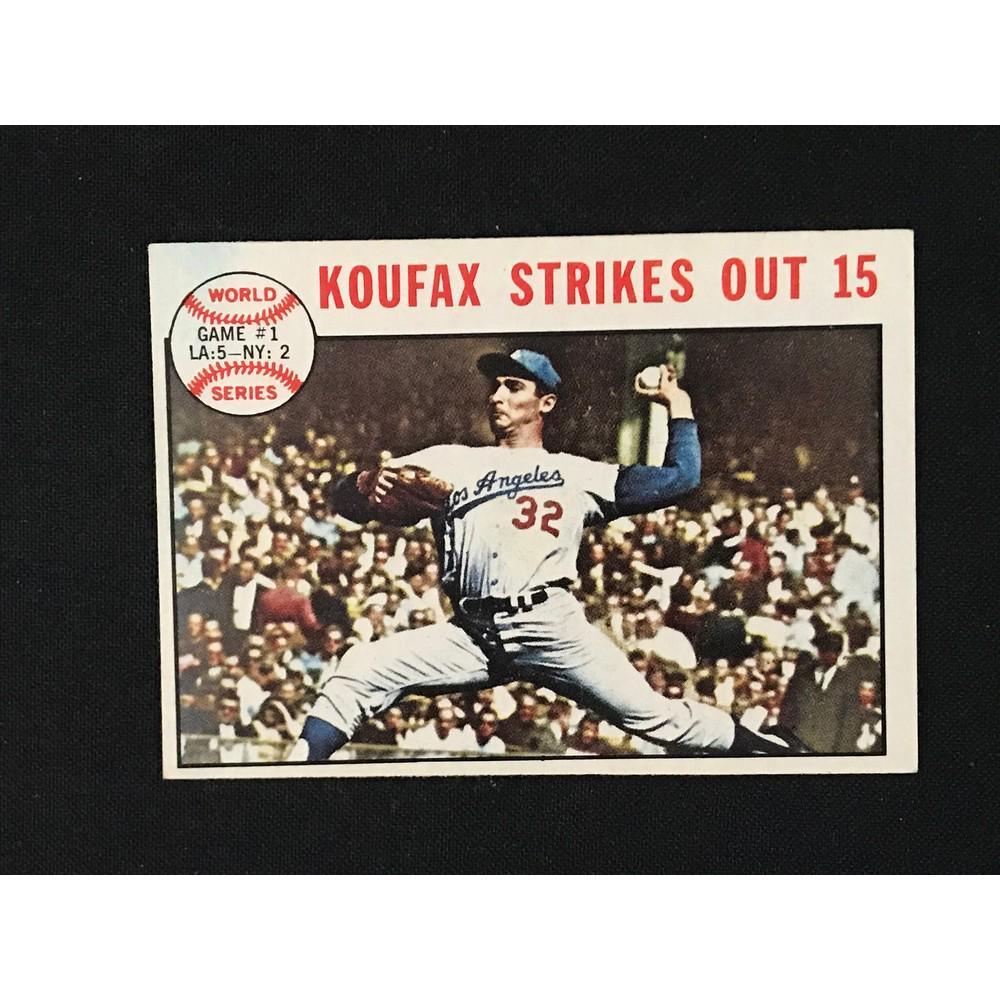 KOUFAX STRIKES OUT 15
WORLD
GAME #1
LA:5—NY: 2
SERIES
Los Angeles
32